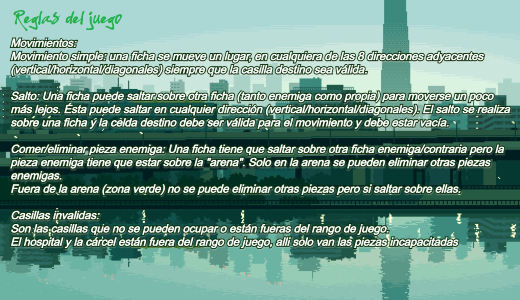 Reglas del juego
Movimientos:
Movimiento simple: una ficha se mueve un lugar, en cualquiera de las 8 direcciones adyacentes
(vertical/horizontal/diagonales) siempre que la casilla destino sea válida.
Salto: Una ficha puede saltar sobre otra ficha (tanto enemiga como propia) para moverse un poco
más lejos. Ésta puede saltar en cualquier dirección (vertical/horizontal/diagonales). El salto se realiza
sobre una ficha y la celda destino debe ser válida para el movimiento y debe estar vacía.
Comer/eliminar pieza enemiga: Una ficha tiene que saltar sobre otra ficha enemiga/contraria pero la
pieza enemiga tiene que estar sobre la "arena". Solo en la arena se pueden eliminar otras piezas
enemigas.
Fuera de la arena (zona verde) no se puede eliminar otras piezas pero si saltar sobre ellas.
Casillas invalidas:
Son las casillas que no se pueden ocupar o están fueras del rango de juego.
El hospital y la cárcel están fuera del rango de juego, alli sólo van las piezas incapacitadas